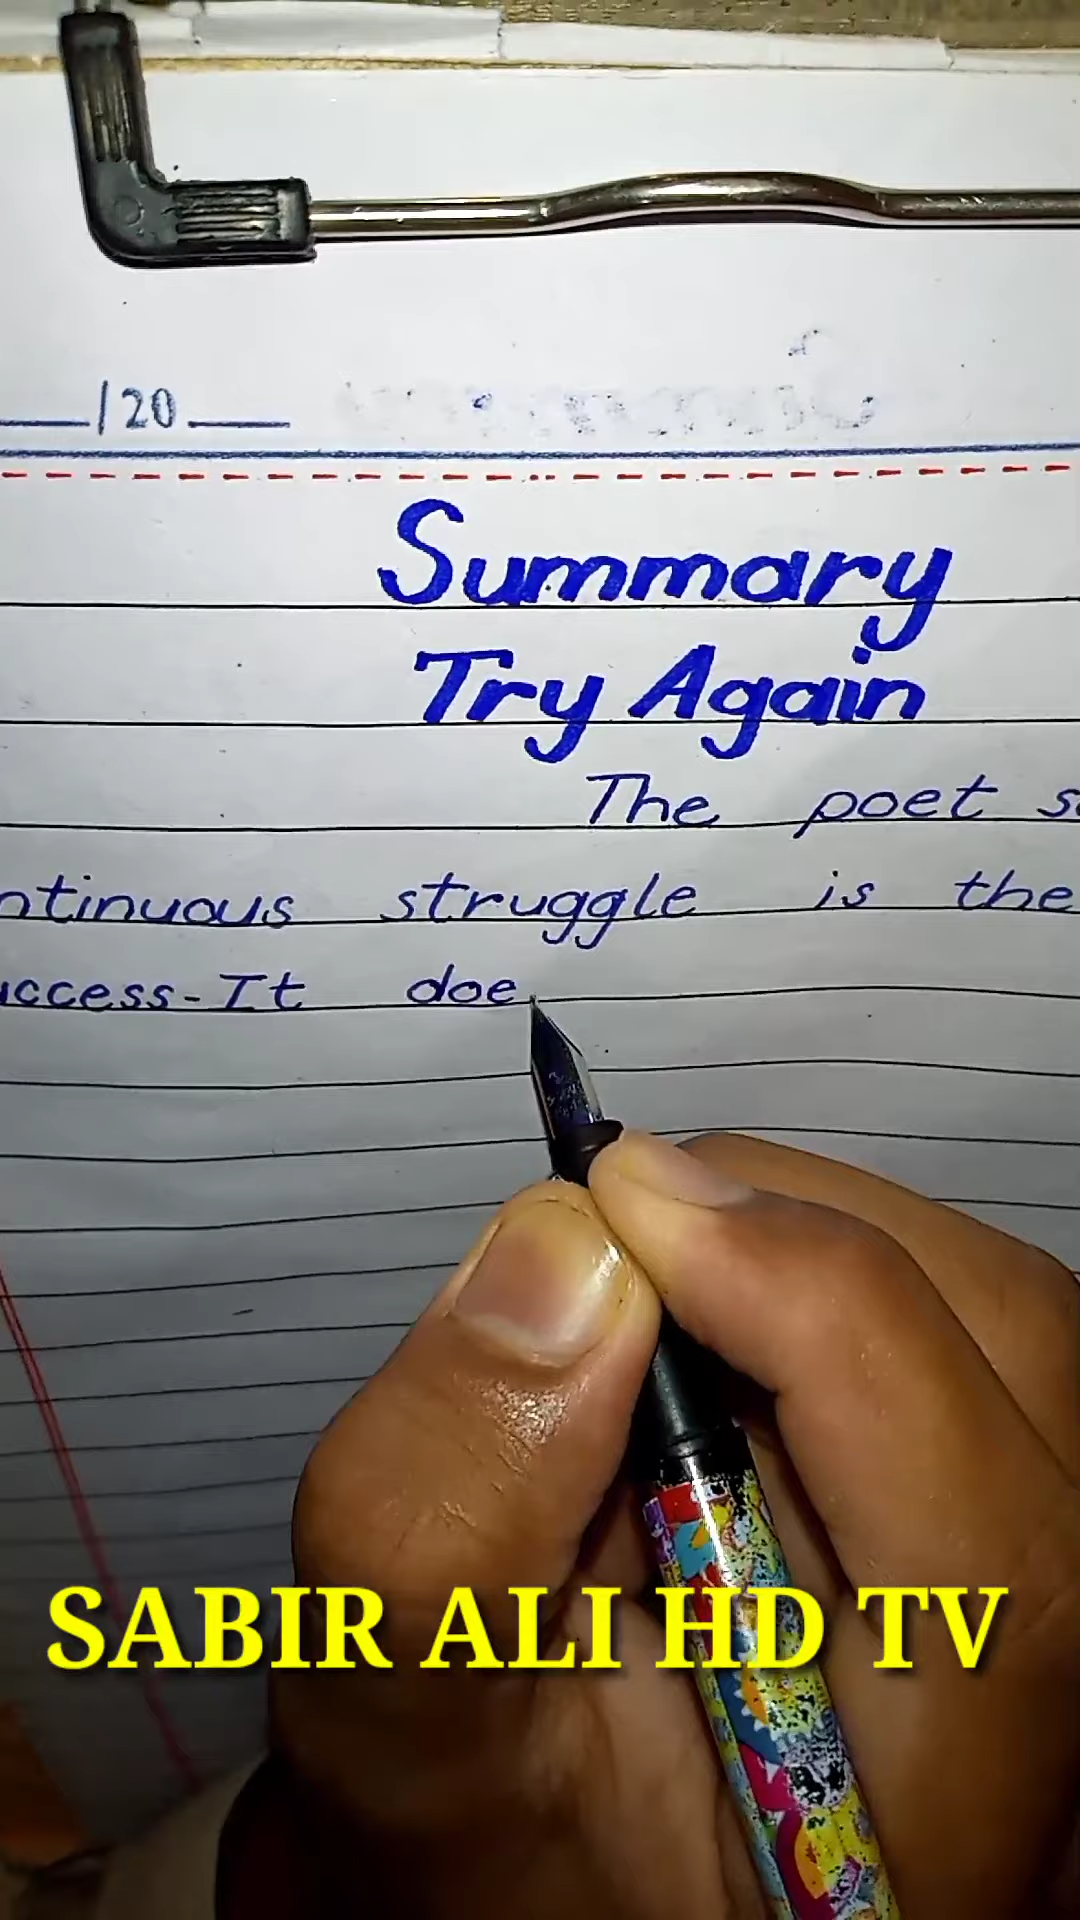 /20
Summary
Try Again
The poet s
ntinuous struggle is the
uccess-It doe
SABIR ALI HD TV